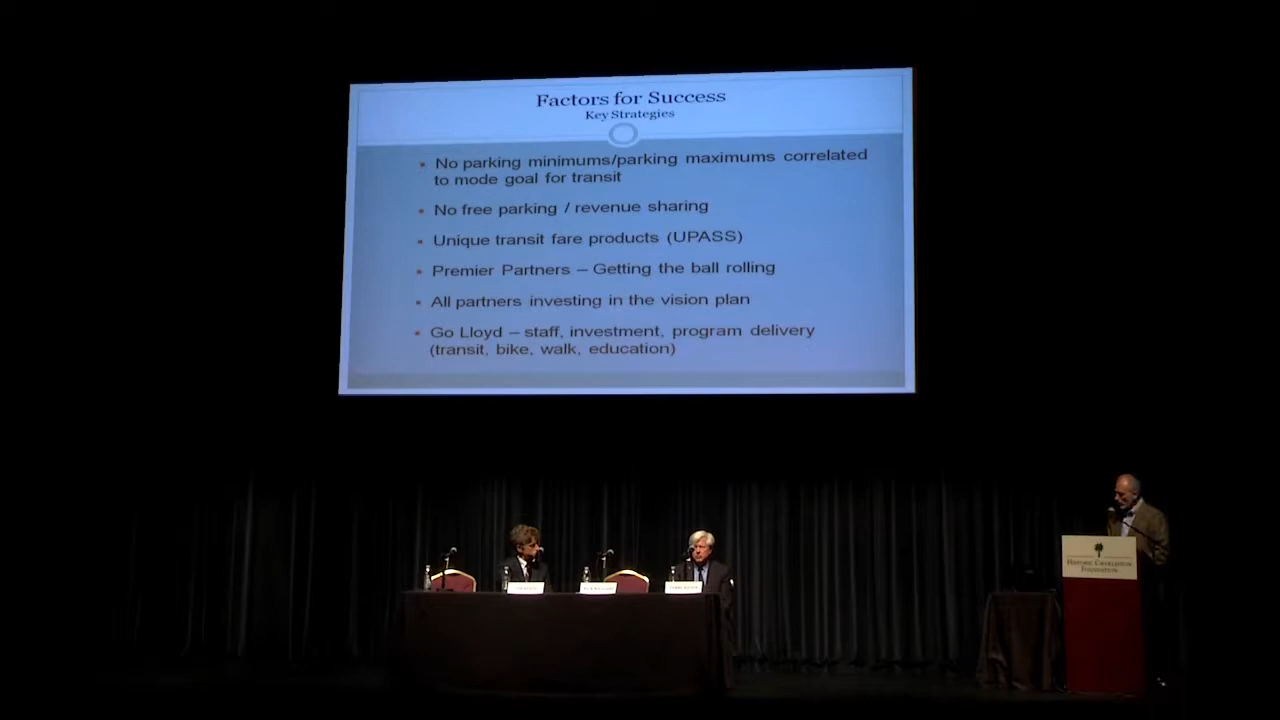 Factors for Success
Key Strategies
▪ No parking minimums/parking maximums correlated
to mode goal for transit
▪ No free parking / revenue sharing
▪ Unique transit fare products (UPASS)
▪ Premier Partners – Getting the ball rolling
▪ All partners investing in the vision plan
▪ Go Lloyd – staff, investment, program delivery
(transit, bike, walk, education)
HISTORIC CHARLESTON
FOUNDATION